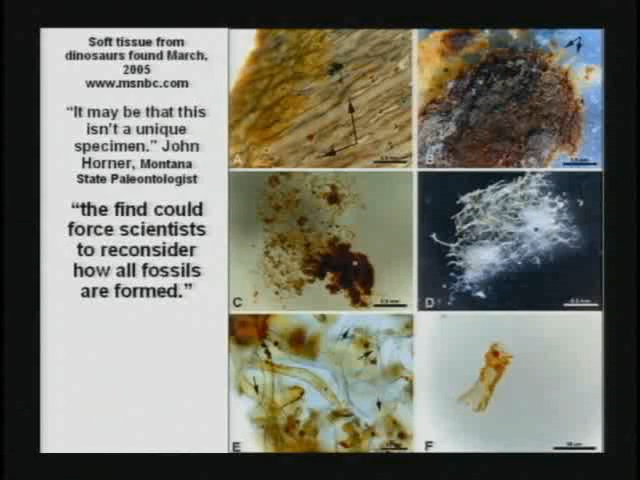 Soft tissue from
dinosaurs found March,
2005
www.msnbc.com
“It may be that this
isn’t a unique
specimen.” John
Horner, Montana
State Paleontologist
“the find could
force scientists
to reconsider
how all fossils
are formed.”
A
B
C
D
E
F